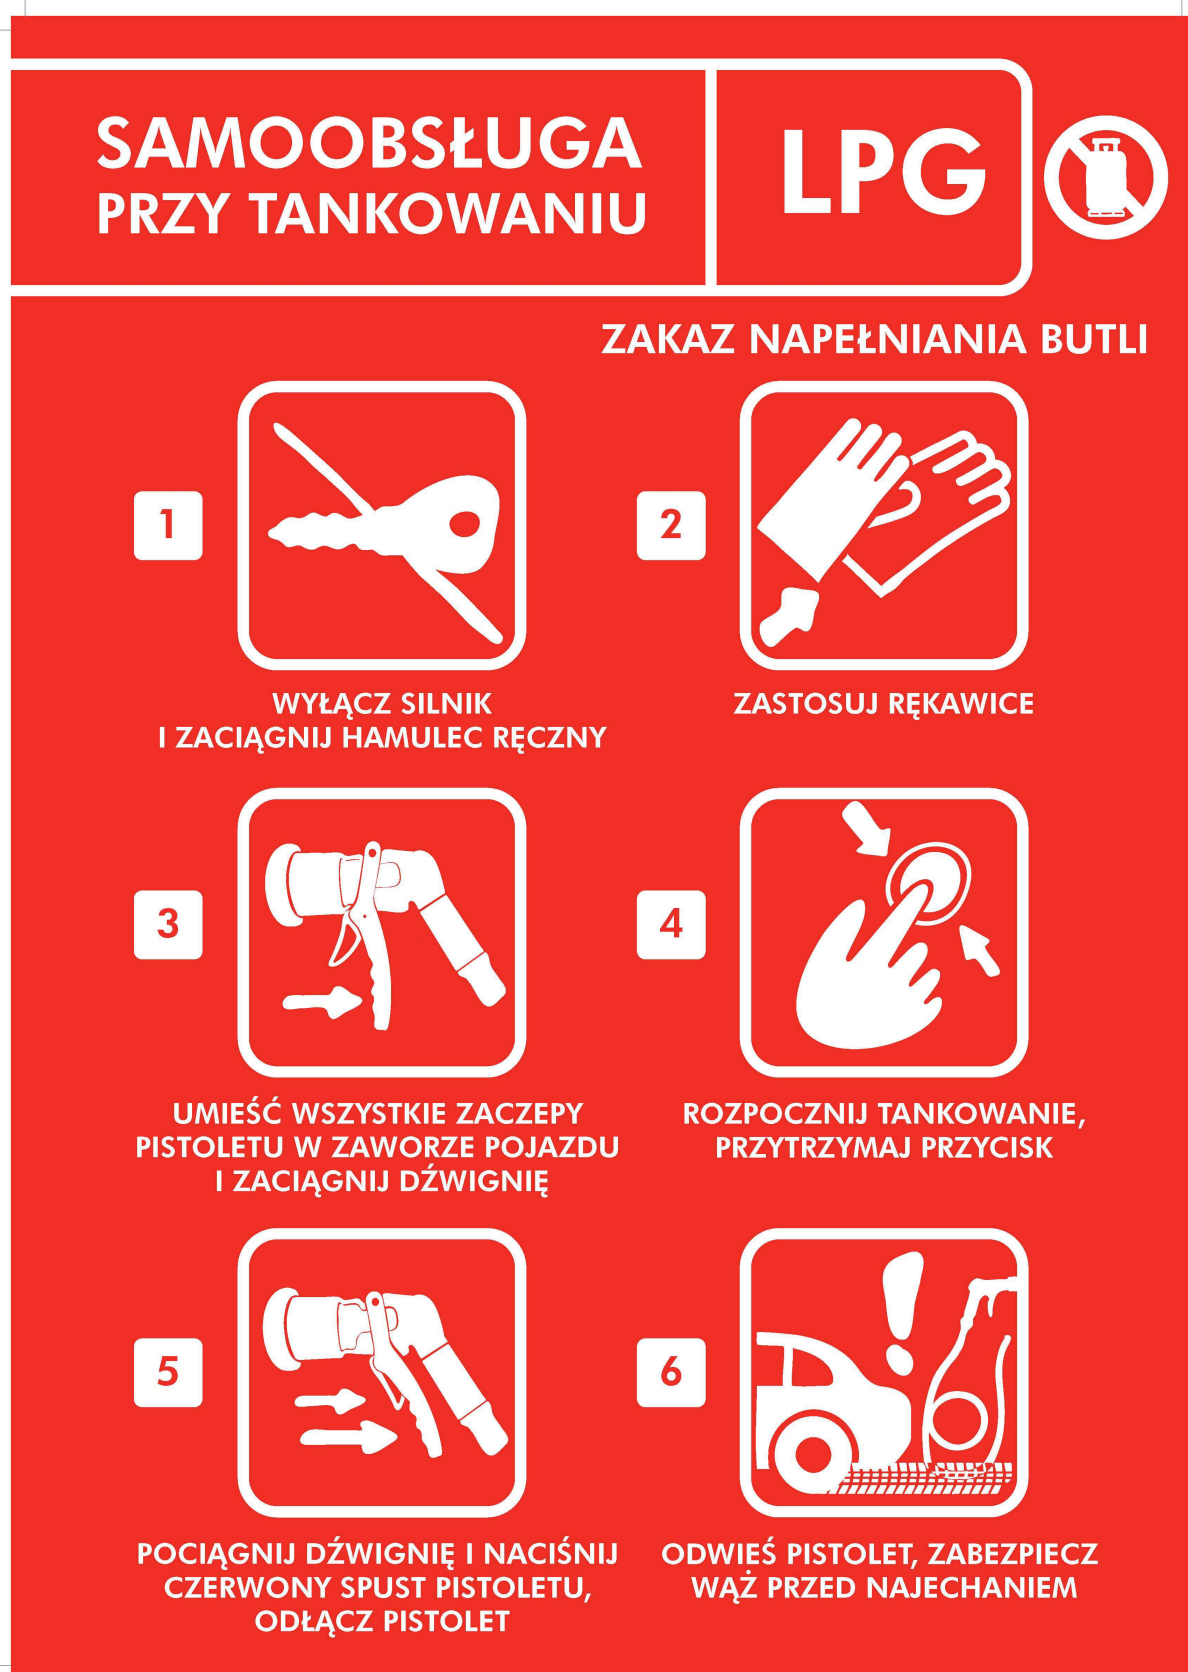 SAMOOBSŁUGA
PRZY TANKOWANIU
LPG
ZAKAZ NAPEŁNIANIA BUTLI
1
2
WYŁĄCZ SILNIK
I ZACIĄGNIJ HAMULEC RĘCZNY
ZASTOSUJ RĘKAWICE
3
4
UMIEŚĆ WSZYSTKIE ZACZEPY
PISTOLETU W ZAWORZE POJAZDU
I ZACIĄGNIJ DŹWIGNIĘ
ROZPOCZNIJ TANKOWANIE,
PRZYTRZYMAJ PRZYCISK
5
6
POCIĄGNIJ DŹWIGNIĘ I NACIŚNIJ
CZERWONY SPUST PISTOLETU,
ODŁĄCZ PISTOLET
ODWIEŚ PISTOLET, ZABEZPIECZ
WĄŻ PRZED NAJECHANIEM